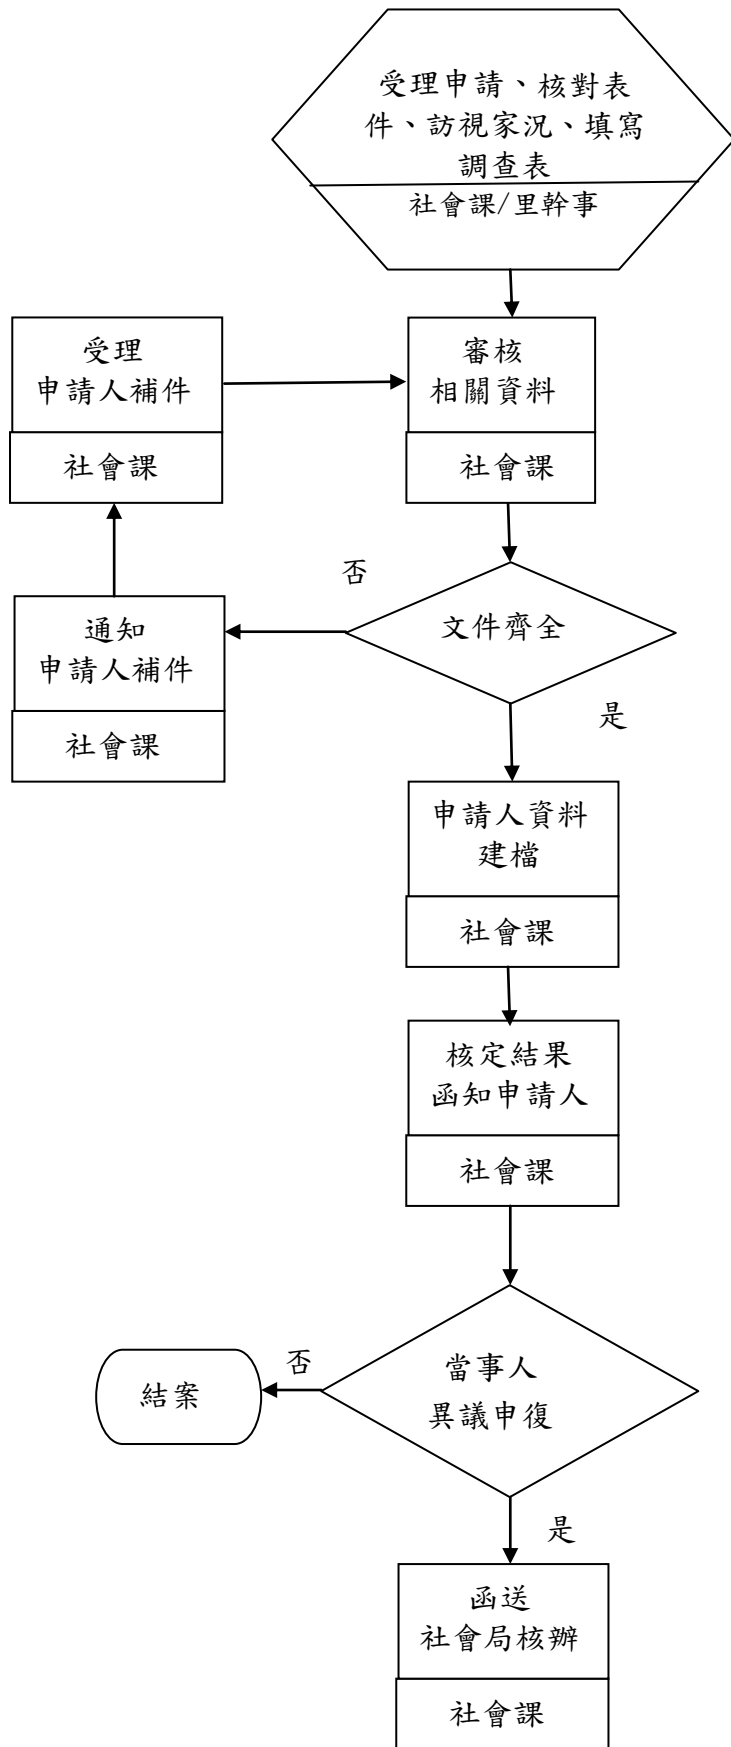 受理申請、核對表
件、訪視家況、填寫
調查表
社會課/里幹事
受理
申請人補件
社會課
審核
相關資料
社會課
否
文件齊全
通知
申請人補件
社會課
是
申請人資料
建檔
社會課
核定結果
函知申請人
社會課
當事人
異議申復
否
結案
是
函送
社會局核辦
社會課